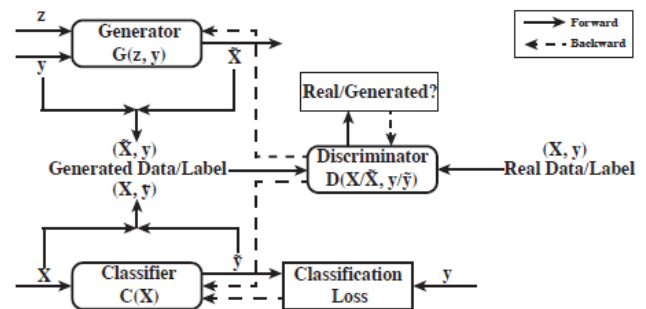 z
Generator
G(z, y)
y
X̃
Forward
Backward
Real/Generated?
(X̃, y)
Generated Data/Label
(X, ỹ)
Discriminator
D(X/X̃, y/ỹ)
(X, y)
Real Data/Label
X
Classifier
C(X)
ỹ
Classification
Loss
y